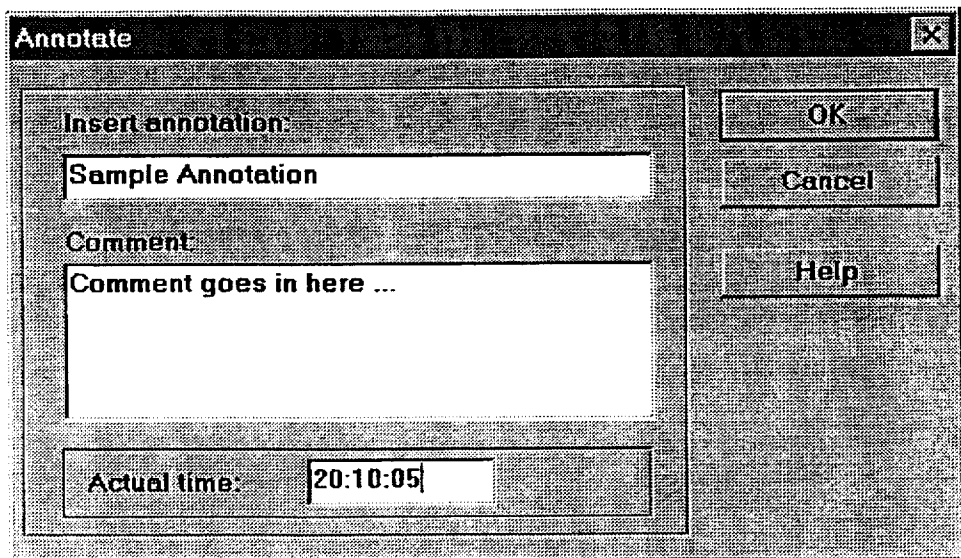 Annotate
Insert annotation:
Sample Annotation
Comment:
Comment goes in here ...
Actual time: 20:10:05
OK
Cancel
Help